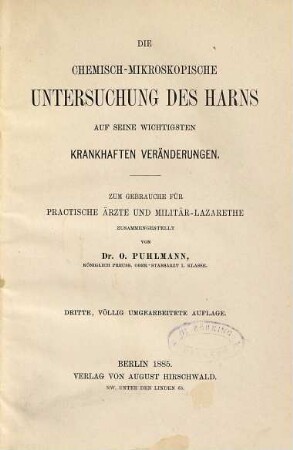 DIE
CHEMISCH-MIKROSKOPISCHE
UNTERSUCHUNG DES HARNS
AUF SEINE WICHTIGSTEN
KRANKHAFTEN VERÄNDERUNGEN.
ZUM GEBRAUCHE FÜR
PRACTISCHE ÄRZTE UND MILITÄR-LAZARETHE
ZUSAMMENGESTELLT
VON
Dr. O. PUHLMANN,
KÖNIGLICH PREUSS. OBER-STABSARZT I. KLASSE.
DRITTE, VÖLLIG UMGEARBEITETE AUFLAGE.
BERLIN 1885.
VERLAG VON AUGUST HIRSCHWALD.
NW. UNTER DEN LINDEN 68.